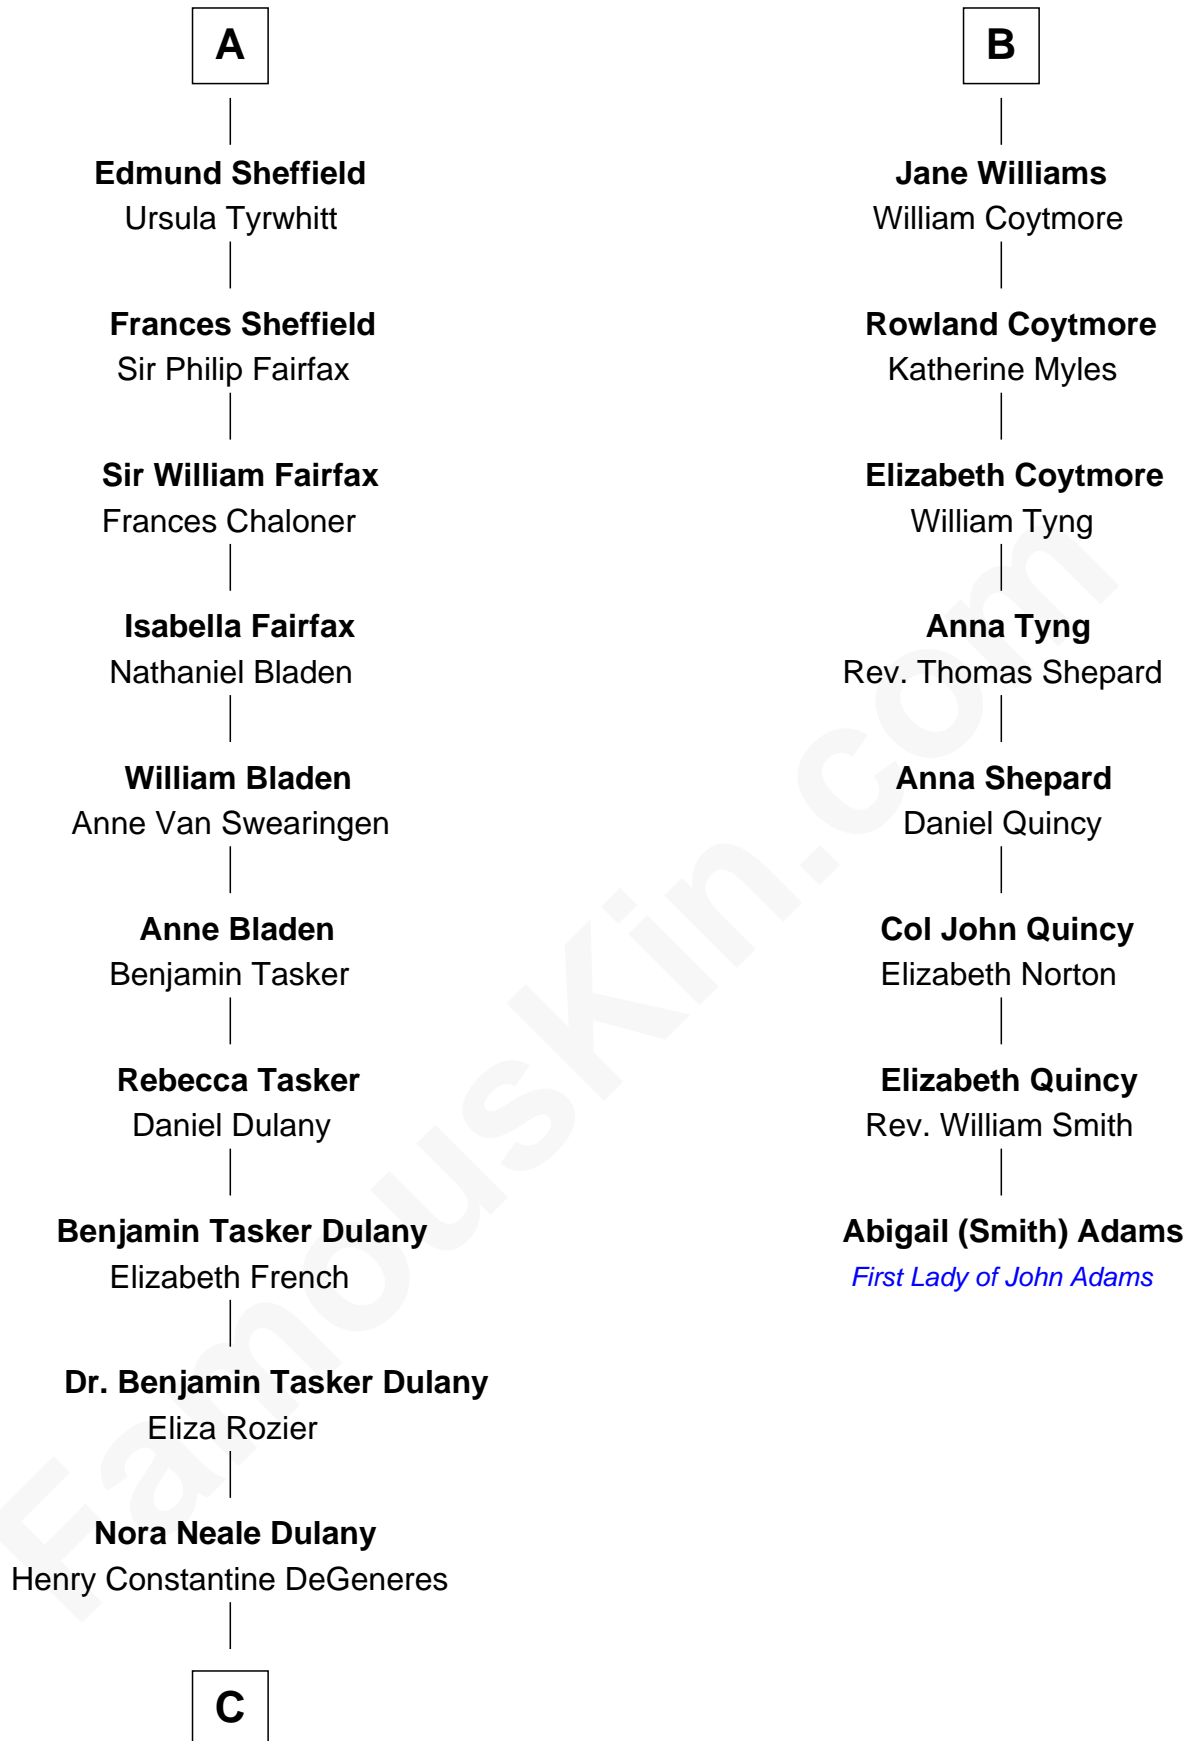 A
Edmund Sheffield
Ursula Tyrwhitt
Frances Sheffield
Sir Philip Fairfax
Sir William Fairfax
Frances Chaloner
Isabella Fairfax
Nathaniel Bladen
William Bladen
Anne Van Swearingen
Anne Bladen
Benjamin Tasker
Rebecca Tasker
Daniel Dulany
Benjamin Tasker Dulany
Elizabeth French
Dr. Benjamin Tasker Dulany
Eliza Rozier
Nora Neale Dulany
Henry Constantine DeGeneres
C
B
Jane Williams
William Coytmore
Rowland Coytmore
Katherine Myles
Elizabeth Coytmore
William Tyng
Anna Tyng
Rev. Thomas Shepard
Anna Shepard
Daniel Quincy
Col John Quincy
Elizabeth Norton
Elizabeth Quincy
Rev. William Smith
Abigail (Smith) Adams
First Lady of John Adams
FamousKin.com